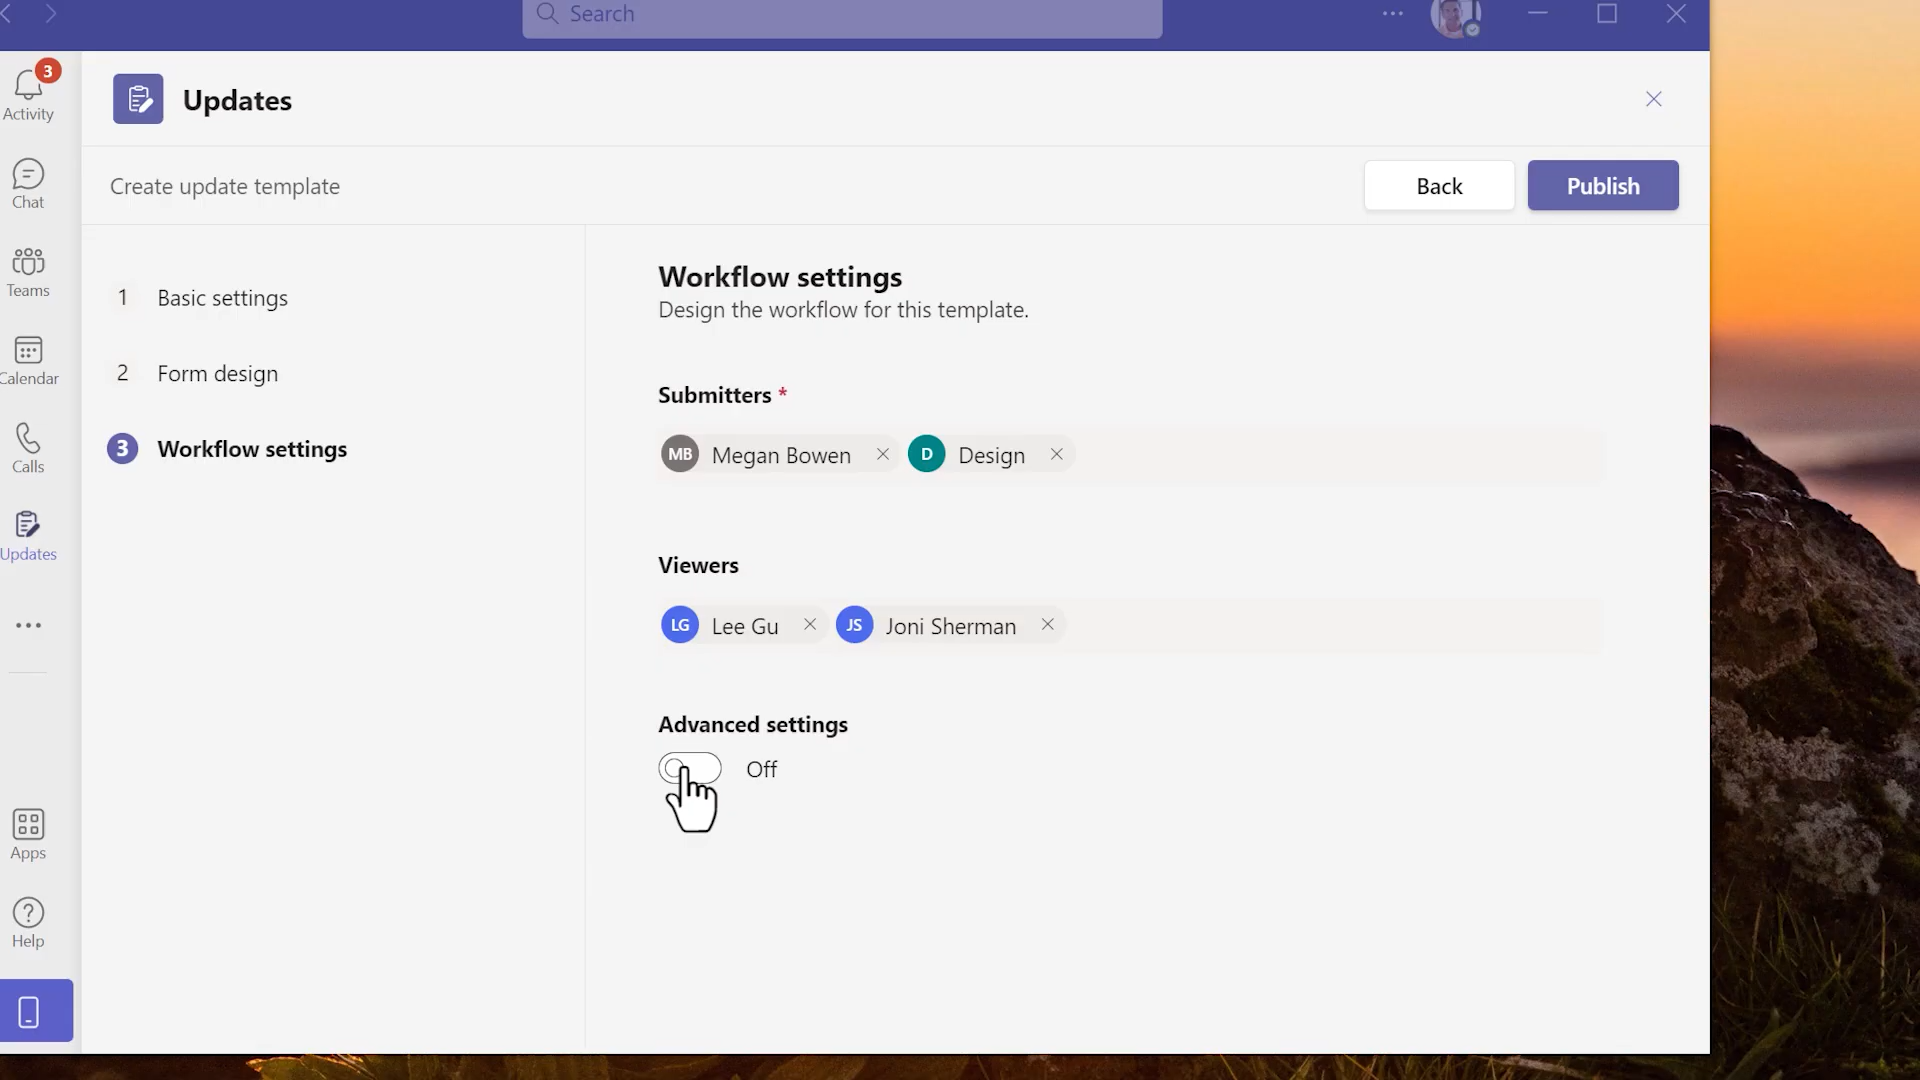 Search
3
Activity
Chat
Teams
Calendar
Calls
Updates
Apps
Help
Updates
Create update template
Back
Publish
1 Basic settings
2 Form design
3 Workflow settings
Workflow settings
Design the workflow for this template.
Submitters *
MB Megan Bowen D Design
Viewers
LG Lee Gu JS Joni Sherman
Advanced settings
Off